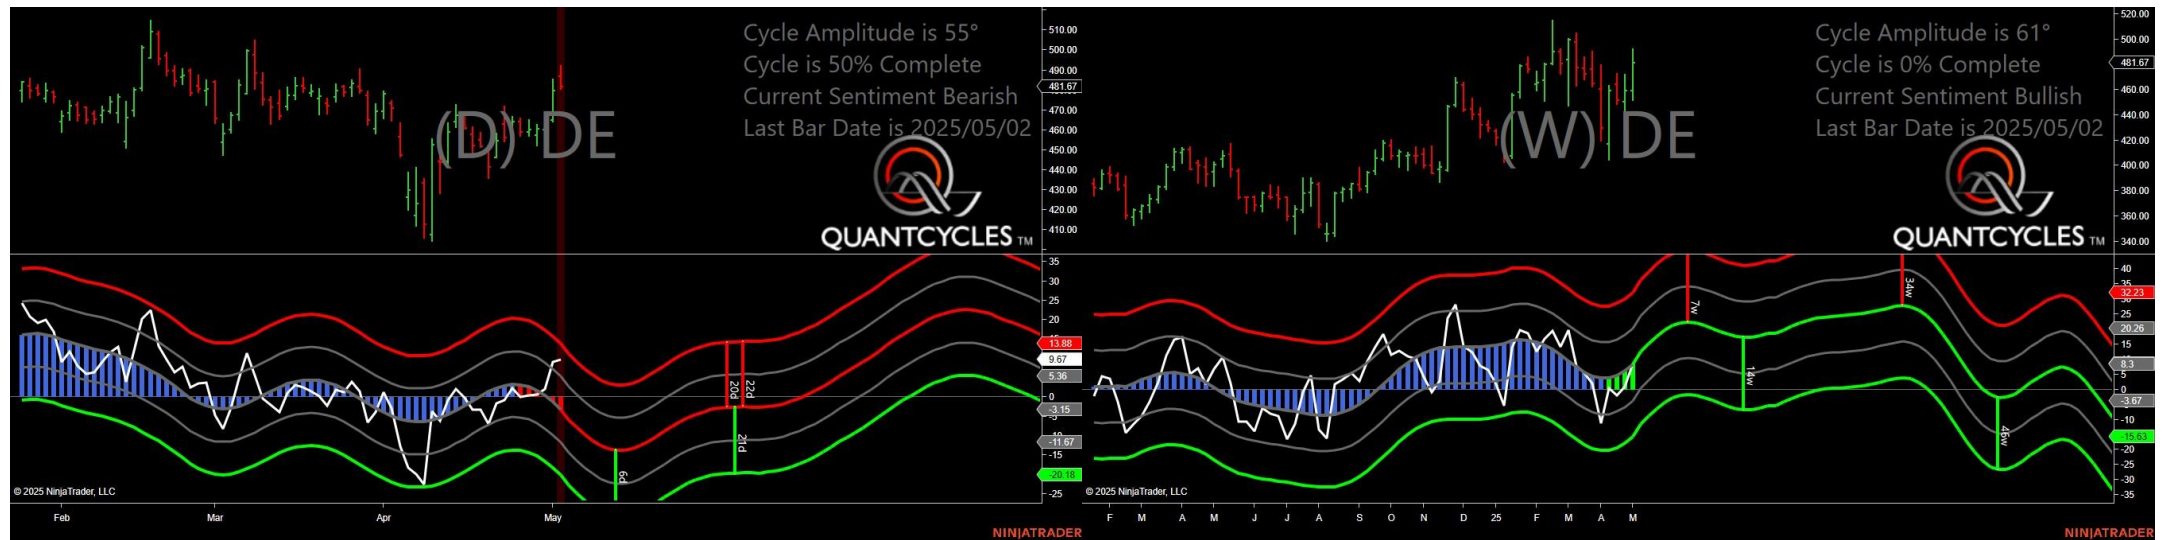 Cycle Amplitude is 55°
Cycle is 50% Complete
Current Sentiment Bearish
Last Bar Date is 2025/05/02
(D) DE
QUANTCYCLES TM
510.00
500.00
490.00
481.67
470.00
460.00
450.00
440.00
430.00
420.00
410.00
35
30
25
20
13.88
9.67
5.36
0
-3.15
-11.67
-15
-20.18
-25
20d
22d
21d
6d
© 2025 NinjaTrader, LLC
Feb Mar Apr May
NINJATRADER
Cycle Amplitude is 61°
Cycle is 0% Complete
Current Sentiment Bullish
Last Bar Date is 2025/05/02
(W) DE
QUANTCYCLES TM
520.00
500.00
481.67
460.00
440.00
420.00
400.00
380.00
360.00
340.00
40
35
32.23
25
20.26
15
8.3
5
0
-3.67
-10
-15.63
-20
-25
-30
-35
7w
14w
34w
46w
© 2025 NinjaTrader, LLC
F M A M J J A S O N D 25 F M A M
NINJATRADER